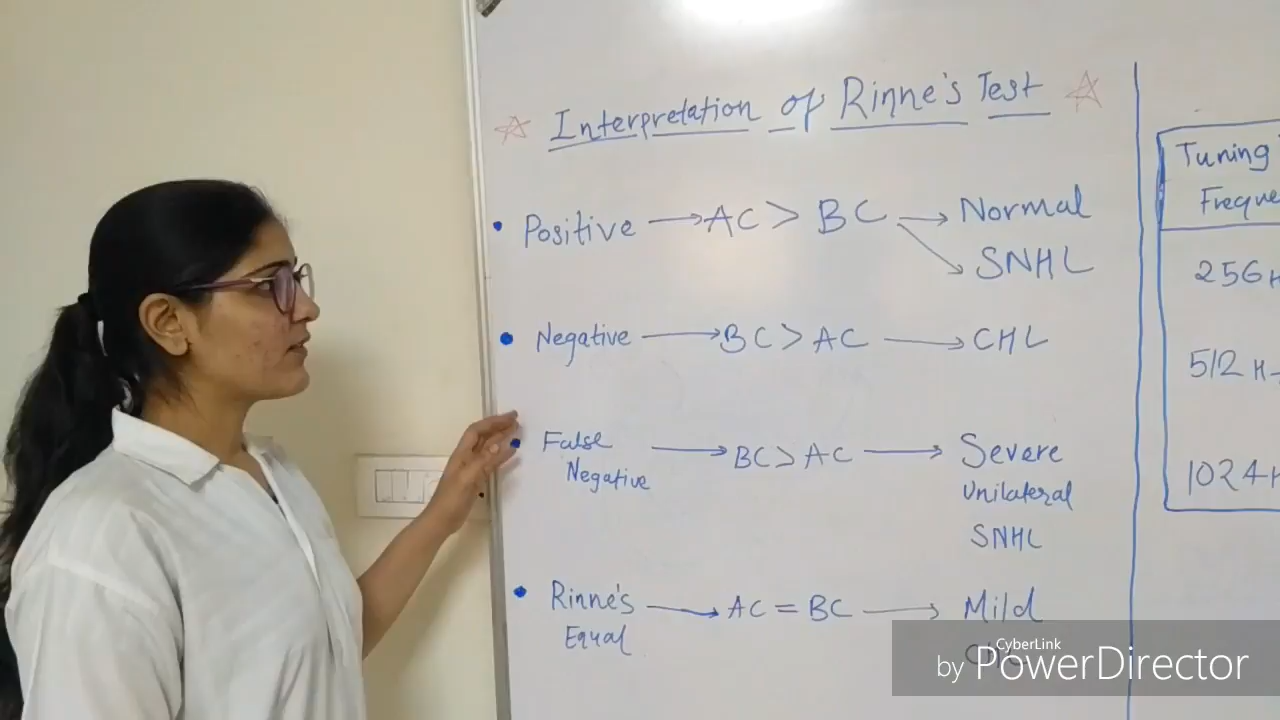 Interpretation of Rinne's Test
• Positive → AC > BC → Normal
→ SNHL
• Negative → BC > AC → CHL
• False Negative → BC > AC → Severe Unilateral SNHL
• Rinne's Equal → AC = BC → Mild
Tuning
Freque
256 H
512 H
1024 H
CyberLink
by PowerDirector